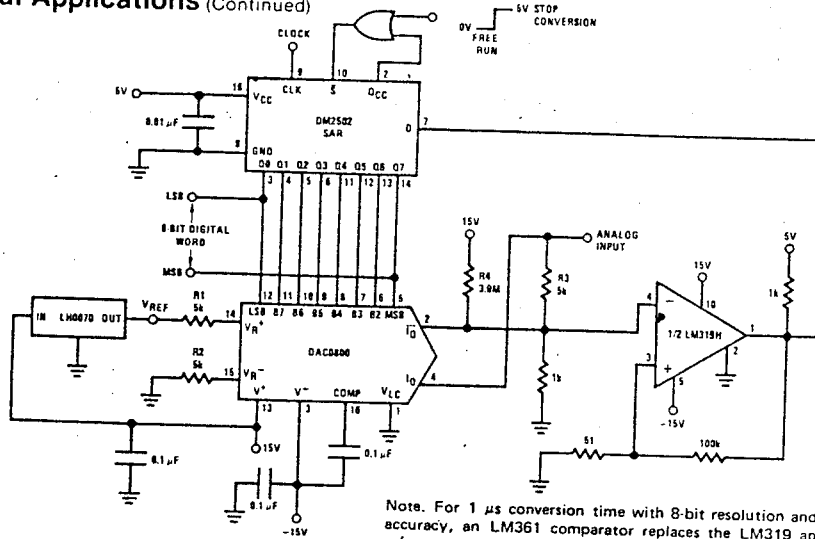 Applications (Continued)
0V
FREE
RUN
5V STOP
CONVERSION
CLOCK
9
CLK
10
S
2
QCC
5V
16
VCC
DM2502
SAR
D
7
0.01 µF
8
GND
Q0 Q1 Q2 Q3 Q4 Q5 Q6 Q7
3 4 5 6 11 12 13 14
LSB
8-BIT DIGITAL
WORD
MSB
15V
R4
3.9M
R3
5k
ANALOG
INPUT
5V
1k
IN LH0070 OUT
VREF
R1
5k
14
VR+
12 11 10 9 8 7 6 5
LSB B7 B6 B5 B4 B3 B2 MSB
2
IO
DAC0800
IO
4
R2
5k
15
VR−
V+
13
V−
3
COMP
16
VLC
1
1k
15V
4
−
10
1/2 LM319H
1
2
3
+
5
−15V
51
100k
0.1 µF
15V
0.1 µF
0.1 µF
−15V
Note. For 1 µs conversion time with 8-bit resolution and
accuracy, an LM361 comparator replaces the LM319 an